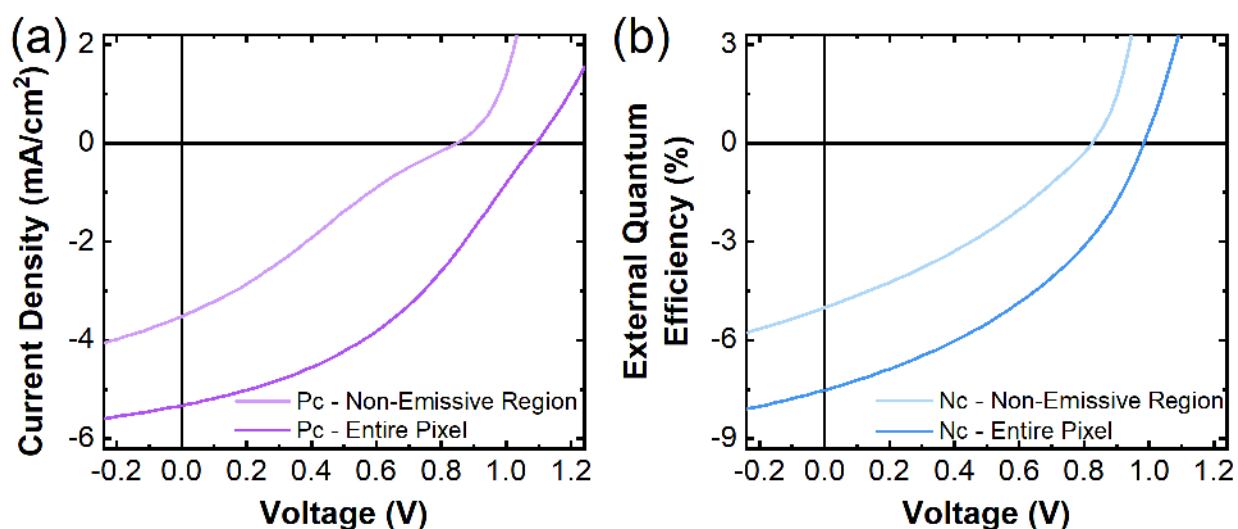 (a)
Current Density (mA/cm²)
2
0
-2
-4
-6
Pc - Non-Emissive Region
Pc - Entire Pixel
-0.2 0.0 0.2 0.4 0.6 0.8 1.0 1.2
Voltage (V)
(b)
External Quantum
Efficiency (%)
3
0
-3
-6
-9
Nc - Non-Emissive Region
Nc - Entire Pixel
-0.2 0.0 0.2 0.4 0.6 0.8 1.0 1.2
Voltage (V)